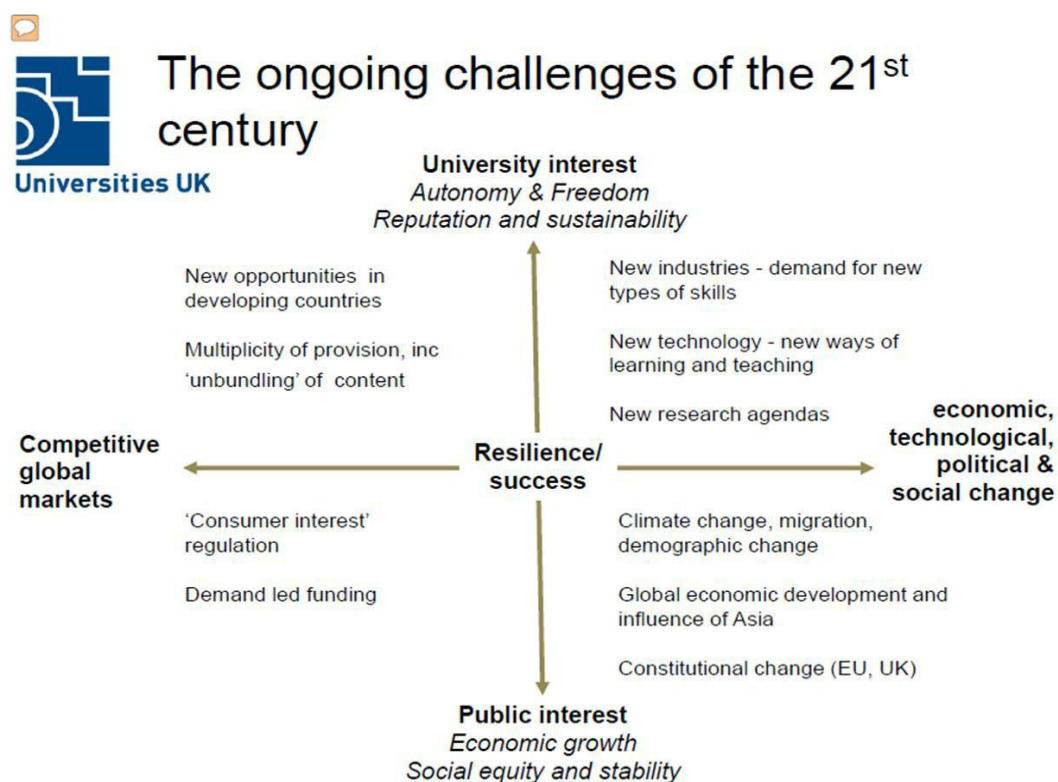 The ongoing challenges of the 21st
century
Universities UK
University interest
Autonomy & Freedom
Reputation and sustainability
New opportunities in
developing countries
Multiplicity of provision, inc
‘unbundling’ of content
New industries - demand for new
types of skills
New technology - new ways of
learning and teaching
New research agendas
Competitive
global
markets
Resilience/
success
economic,
technological,
political &
social change
‘Consumer interest’
regulation
Demand led funding
Climate change, migration,
demographic change
Global economic development and
influence of Asia
Constitutional change (EU, UK)
Public interest
Economic growth
Social equity and stability